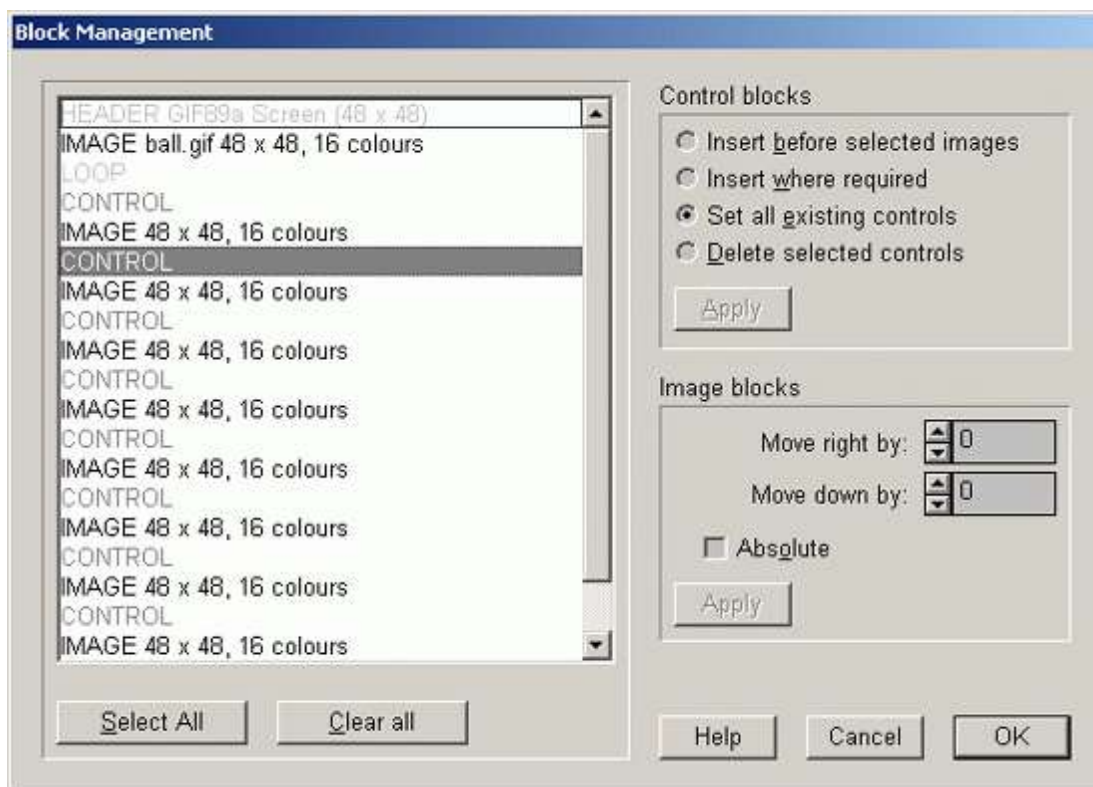 Block Management
HEADER GIF89a Screen (48 x 48)
IMAGE ball.gif 48 x 48, 16 colours
LOOP
CONTROL
IMAGE 48 x 48, 16 colours
CONTROL
IMAGE 48 x 48, 16 colours
CONTROL
IMAGE 48 x 48, 16 colours
CONTROL
IMAGE 48 x 48, 16 colours
CONTROL
IMAGE 48 x 48, 16 colours
CONTROL
IMAGE 48 x 48, 16 colours
CONTROL
IMAGE 48 x 48, 16 colours
CONTROL
IMAGE 48 x 48, 16 colours
Select All
Clear all
Control blocks
Insert before selected images
Insert where required
Set all existing controls
Delete selected controls
Apply
Image blocks
Move right by: 0
Move down by: 0
Absolute
Apply
Help
Cancel
OK